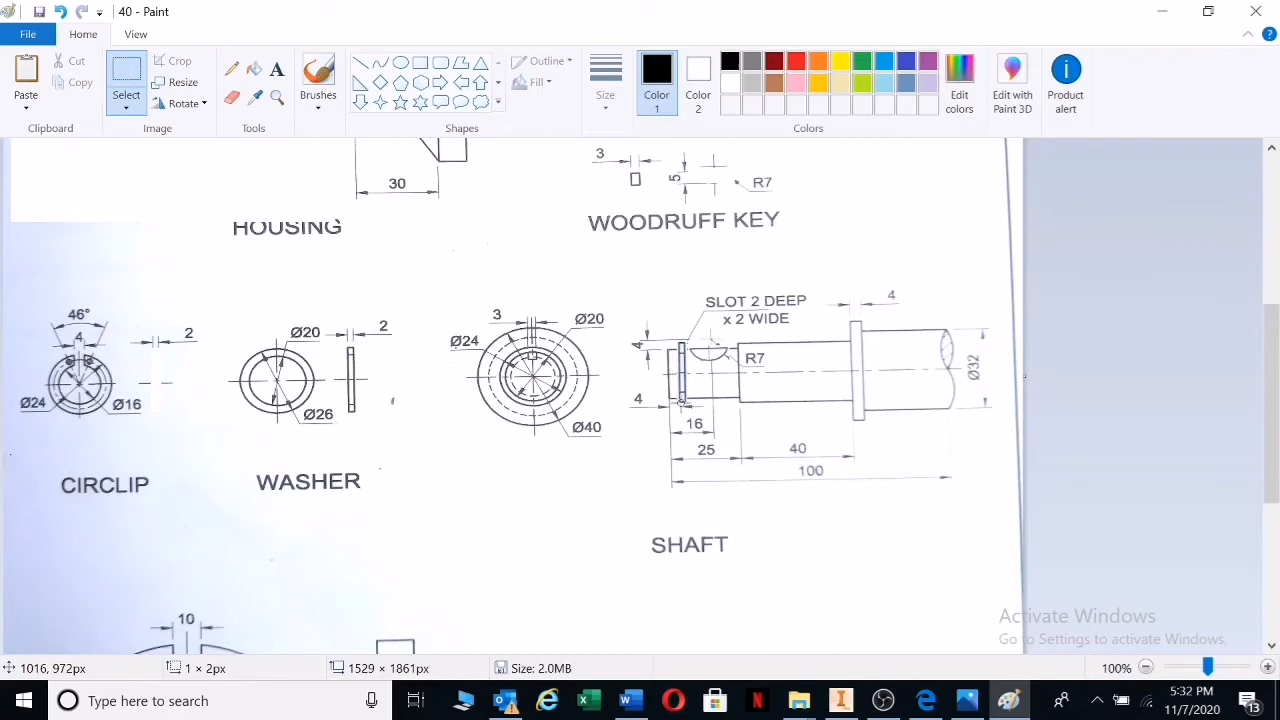 40 - Paint
File
Home
View
Paste
Cut
Copy
Clipboard
Select
Crop
Resize
Rotate
Image
Tools
Brushes
Shapes
Outline
Fill
Size
Color
1
Color
2
Colors
Edit
colors
Edit with
Paint 3D
Product
alert
30
HOUSING
3
5
R7
WOODRUFF KEY
46°
4
2
Ø24
Ø16
CIRCLIP
Ø20
2
Ø26
WASHER
3
Ø20
Ø24
Ø40
SLOT 2 DEEP
x 2 WIDE
4
4
R7
Ø32
4
16
25
40
100
SHAFT
10
Activate Windows
Go to Settings to activate Windows.
1016, 972px
1 × 2px
1529 × 1861px
Size: 2.0MB
100%
Type here to search
5:32 PM
11/7/2020
13